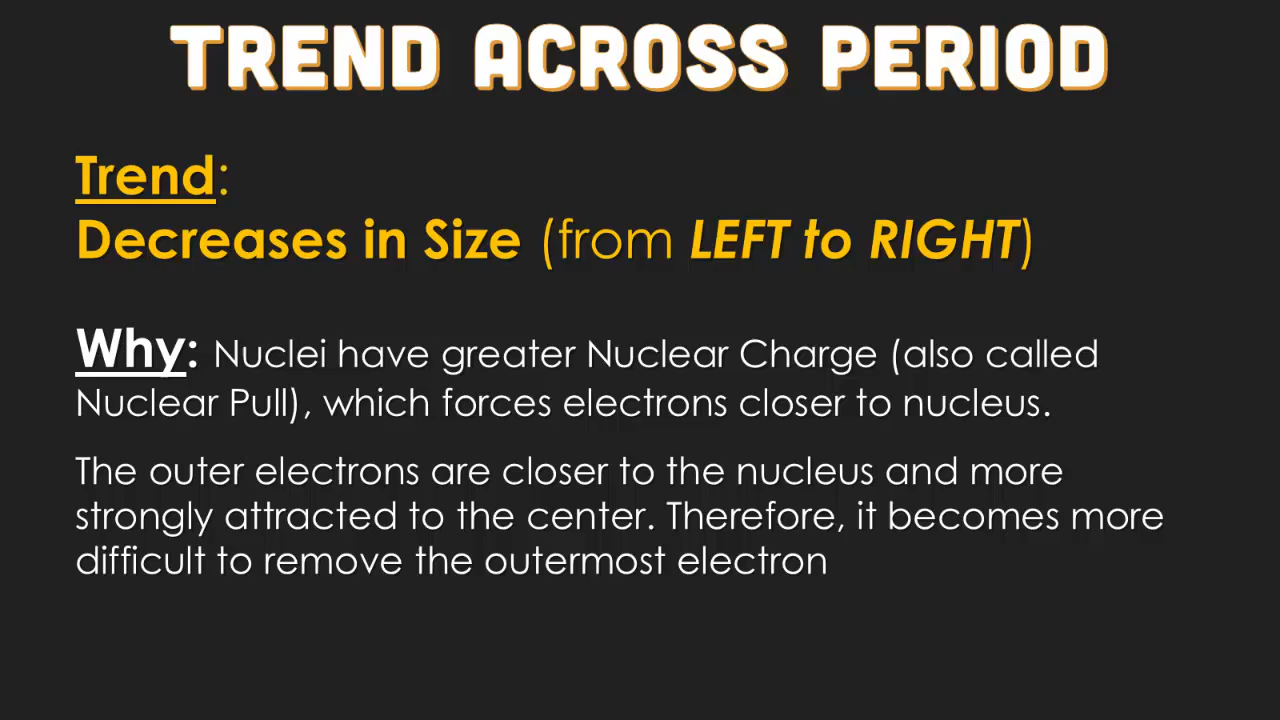 TREND ACROSS PERIOD
Trend:
Decreases in Size (from LEFT to RIGHT)
Why: Nuclei have greater Nuclear Charge (also called
Nuclear Pull), which forces electrons closer to nucleus.
The outer electrons are closer to the nucleus and more
strongly attracted to the center. Therefore, it becomes more
difficult to remove the outermost electron